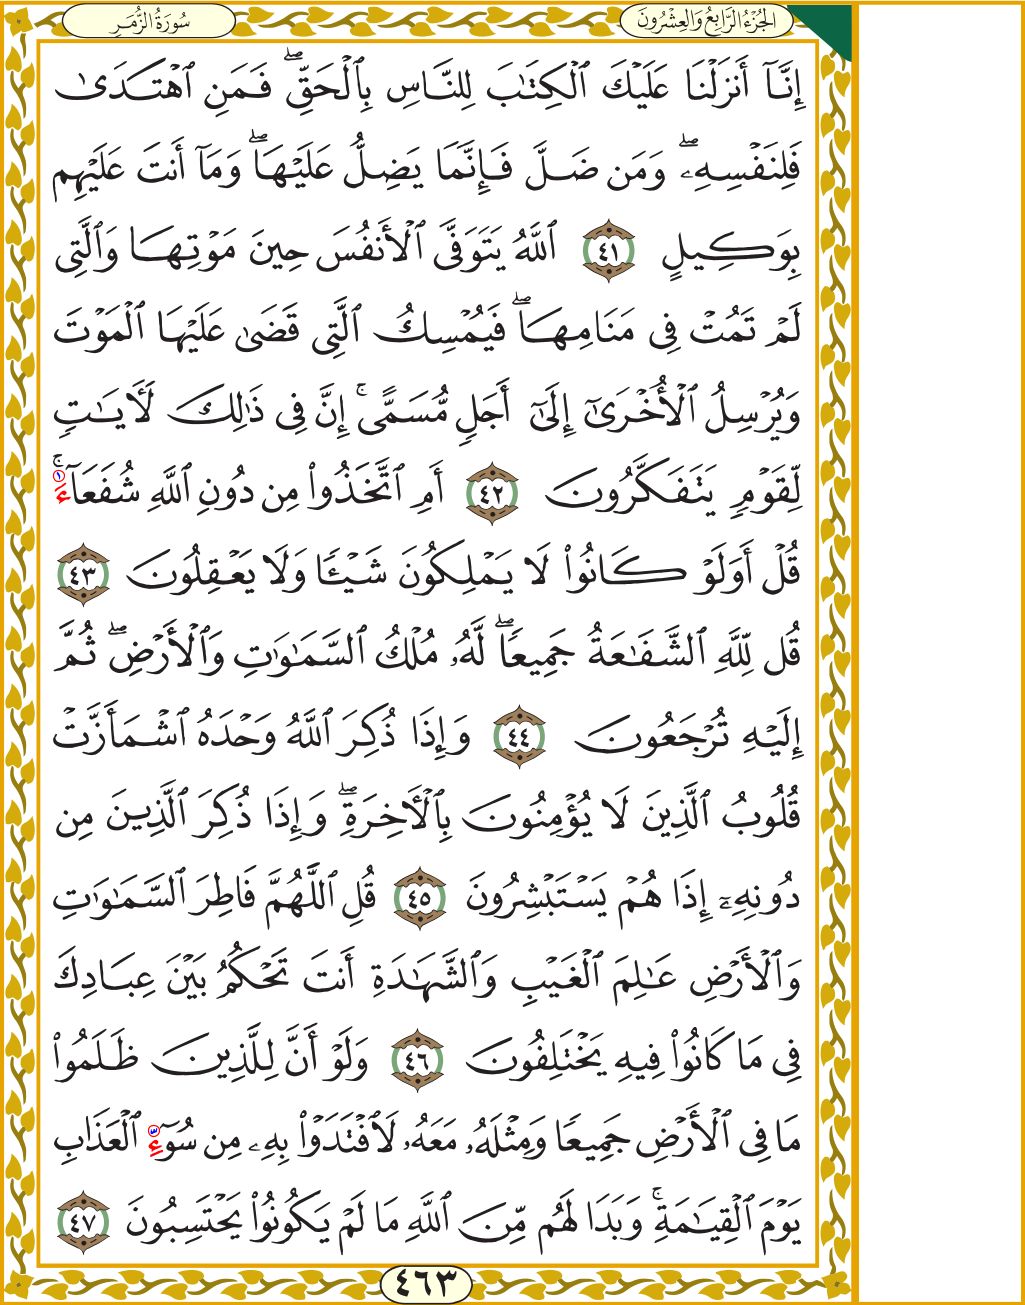 سُورَةُ الزُّمَرِ
الجُزْءُ الرَّابِعُ وَالعِشْرُونَ
إِنَّآ أَنزَلْنَا عَلَيْكَ ٱلْكِتَٰبَ لِلنَّاسِ بِٱلْحَقِّۖ فَمَنِ ٱهْتَدَىٰ
فَلِنَفْسِهِۦۖ وَمَن ضَلَّ فَإِنَّمَا يَضِلُّ عَلَيْهَاۖ وَمَآ أَنتَ عَلَيْهِم
بِوَكِيلٍ ٤١ ٱللَّهُ يَتَوَفَّى ٱلْأَنفُسَ حِينَ مَوْتِهَا وَٱلَّتِى
لَمْ تَمُتْ فِى مَنَامِهَاۖ فَيُمْسِكُ ٱلَّتِى قَضَىٰ عَلَيْهَا ٱلْمَوْتَ
وَيُرْسِلُ ٱلْأُخْرَىٰٓ إِلَىٰٓ أَجَلٍ مُّسَمًّىۚ إِنَّ فِى ذَٰلِكَ لَءَايَٰتٍ
لِّقَوْمٍ يَتَفَكَّرُونَ ٤٢ أَمِ ٱتَّخَذُوا۟ مِن دُونِ ٱللَّهِ شُفَعَآءَۚ ١
قُلْ أَوَلَوْ كَانُوا۟ لَا يَمْلِكُونَ شَيْـًٔا وَلَا يَعْقِلُونَ ٤٣
قُل لِّلَّهِ ٱلشَّفَٰعَةُ جَمِيعًاۖ لَّهُۥ مُلْكُ ٱلسَّمَٰوَٰتِ وَٱلْأَرْضِۖ ثُمَّ
إِلَيْهِ تُرْجَعُونَ ٤٤ وَإِذَا ذُكِرَ ٱللَّهُ وَحْدَهُ ٱشْمَأَزَّتْ
قُلُوبُ ٱلَّذِينَ لَا يُؤْمِنُونَ بِٱلْءَاخِرَةِۖ وَإِذَا ذُكِرَ ٱلَّذِينَ مِن
دُونِهِۦٓ إِذَا هُمْ يَسْتَبْشِرُونَ ٤٥ قُلِ ٱللَّهُمَّ فَاطِرَ ٱلسَّمَٰوَٰتِ
وَٱلْأَرْضِ عَٰلِمَ ٱلْغَيْبِ وَٱلشَّهَٰدَةِ أَنتَ تَحْكُمُ بَيْنَ عِبَادِكَ
فِى مَا كَانُوا۟ فِيهِ يَخْتَلِفُونَ ٤٦ وَلَوْ أَنَّ لِلَّذِينَ ظَلَمُوا۟
مَا فِى ٱلْأَرْضِ جَمِيعًا وَمِثْلَهُۥ مَعَهُۥ لَٱفْتَدَوْا۟ بِهِۦ مِن سُوٓءِ ٱلْعَذَابِ
يَوْمَ ٱلْقِيَٰمَةِۚ وَبَدَا لَهُم مِّنَ ٱللَّهِ مَا لَمْ يَكُونُوا۟ يَحْتَسِبُونَ ٤٧
٤٦٣